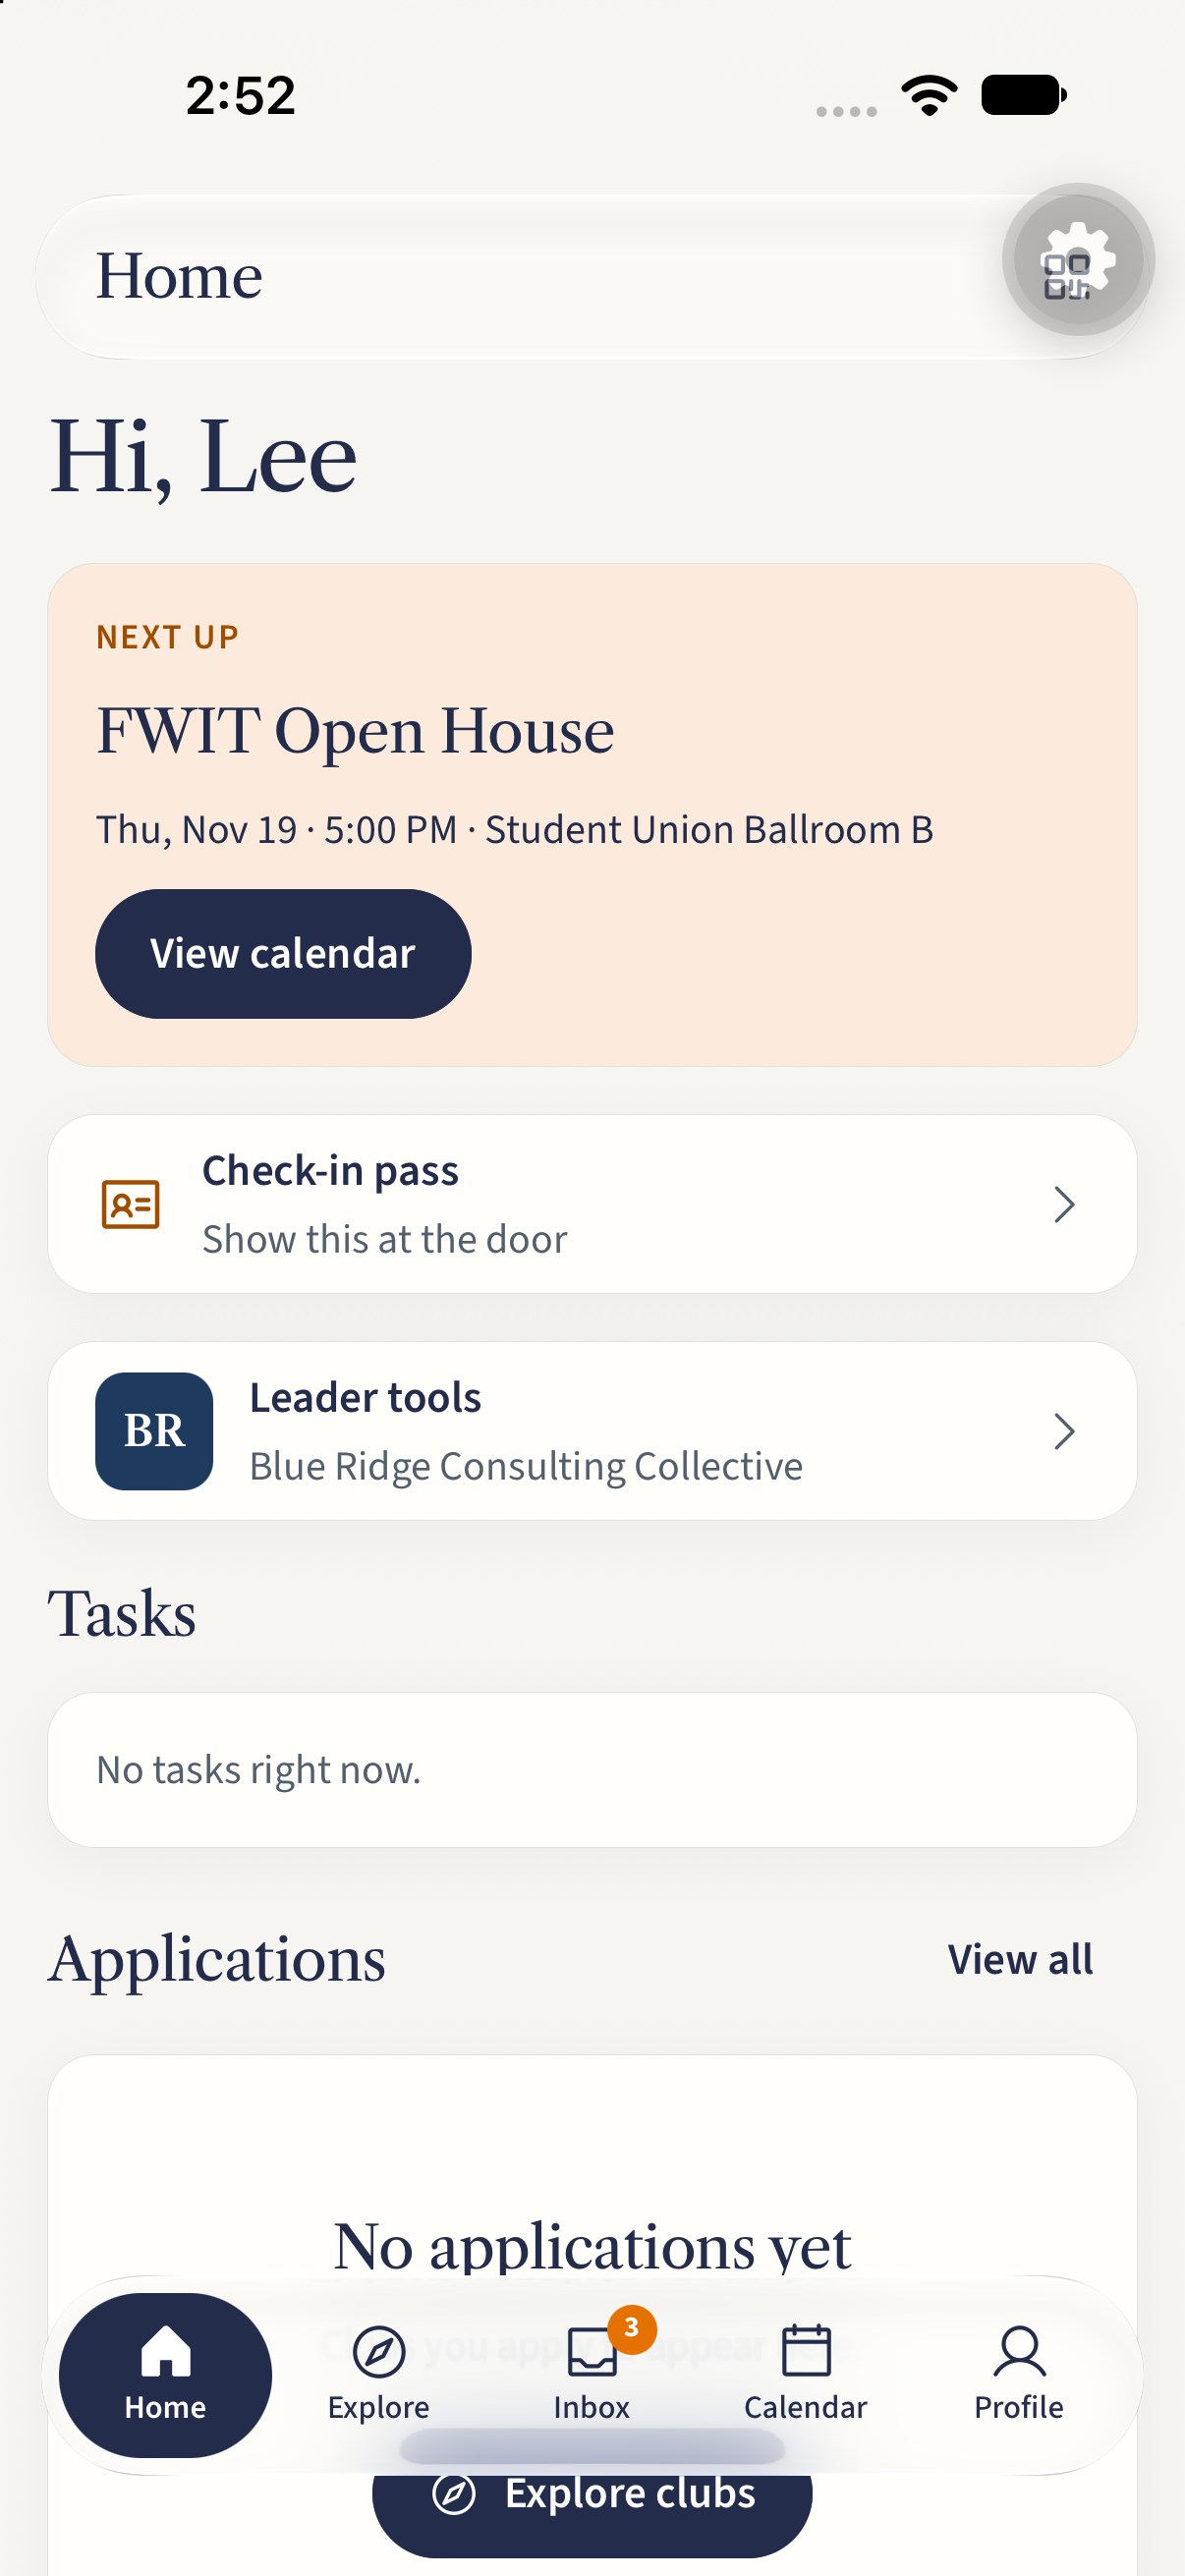 2:52
Home
Hi, Lee
NEXT UP
FWIT Open House
Thu, Nov 19 · 5:00 PM · Student Union Ballroom B
View calendar
Check-in pass
Show this at the door
BR
Leader tools
Blue Ridge Consulting Collective
Tasks
No tasks right now.
Applications
View all
No applications yet
you appear
3
Home
Explore
Inbox
Calendar
Profile
Explore clubs